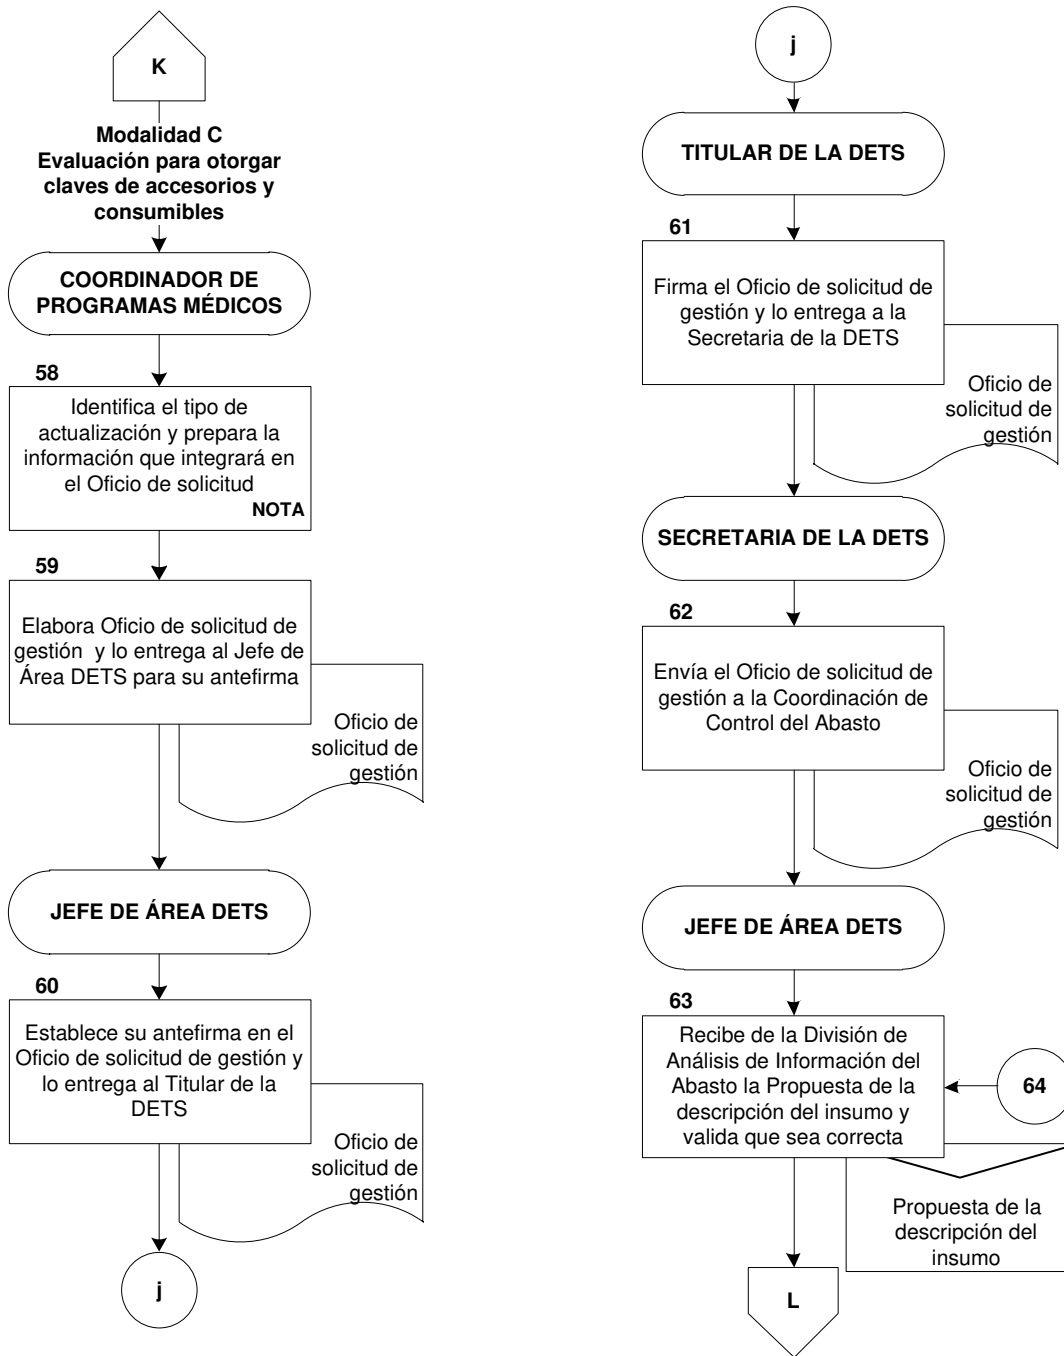 K
Modalidad C
Evaluación para otorgar
claves de accesorios y
consumibles
COORDINADOR DE
PROGRAMAS MÉDICOS
58
Identifica el tipo de
actualización y prepara la
información que integrará en
el Oficio de solicitud
NOTA
59
Elabora Oficio de solicitud de
gestión y lo entrega al Jefe de
Área DETS para su antefirma
Oficio de
solicitud de
gestión
JEFE DE ÁREA DETS
60
Establece su antefirma en el
Oficio de solicitud de gestión y
lo entrega al Titular de la
DETS
Oficio de
solicitud de
gestión
j
j
TITULAR DE LA DETS
61
Firma el Oficio de solicitud de
gestión y lo entrega a la
Secretaria de la DETS
Oficio de
solicitud de
gestión
SECRETARIA DE LA DETS
62
Envía el Oficio de solicitud de
gestión a la Coordinación de
Control del Abasto
Oficio de
solicitud de
gestión
JEFE DE ÁREA DETS
63
Recibe de la División de
Análisis de Información del
Abasto la Propuesta de la
descripción del insumo y
valida que sea correcta
64
Propuesta de la
descripción del
insumo
L